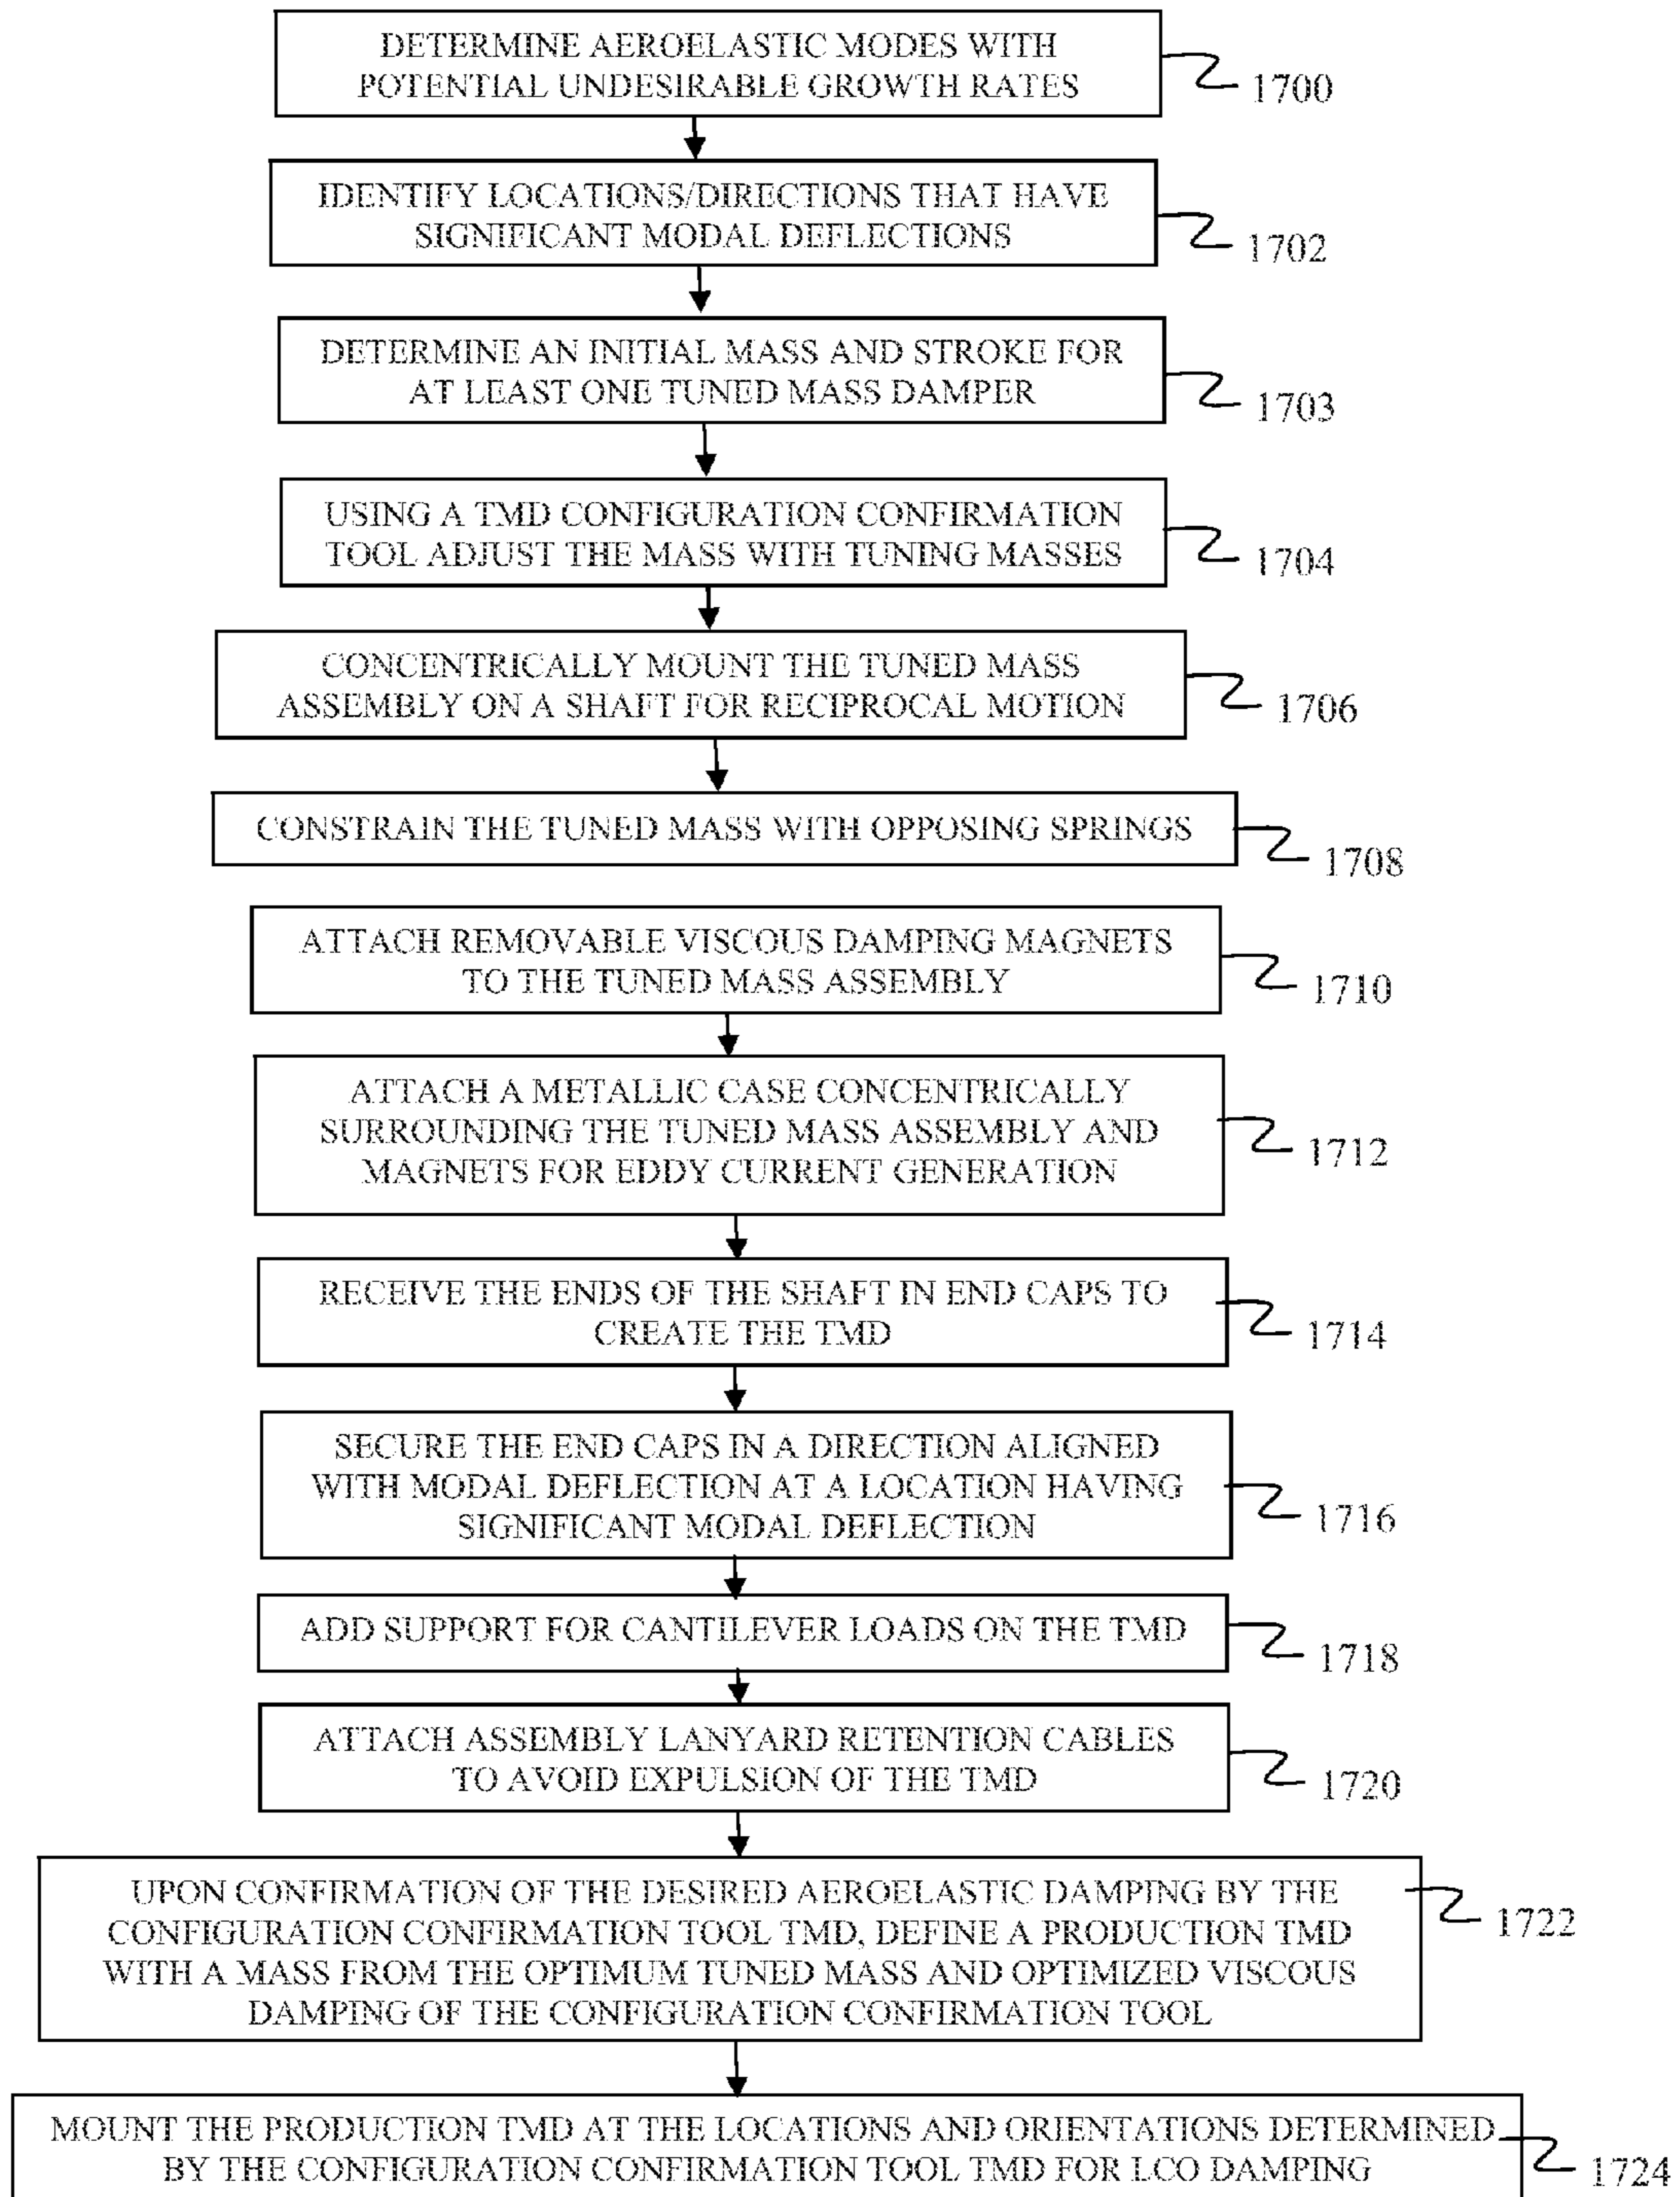 DETERMINE AEROELASTIC MODES WITH
POTENTIAL UNDESIRABLE GROWTH RATES
1700
IDENTIFY LOCATIONS/DIRECTIONS THAT HAVE
SIGNIFICANT MODAL DEFLECTIONS
1702
DETERMINE AN INITIAL MASS AND STROKE FOR
AT LEAST ONE TUNED MASS DAMPER
1703
USING A TMD CONFIGURATION CONFIRMATION
TOOL ADJUST THE MASS WITH TUNING MASSES
1704
CONCENTRICALLY MOUNT THE TUNED MASS
ASSEMBLY ON A SHAFT FOR RECIPROCAL MOTION
1706
CONSTRAIN THE TUNED MASS WITH OPPOSING SPRINGS
1708
ATTACH REMOVABLE VISCOUS DAMPING MAGNETS
TO THE TUNED MASS ASSEMBLY
1710
ATTACH A METALLIC CASE CONCENTRICALLY
SURROUNDING THE TUNED MASS ASSEMBLY AND
MAGNETS FOR EDDY CURRENT GENERATION
1712
RECEIVE THE ENDS OF THE SHAFT IN END CAPS TO
CREATE THE TMD
1714
SECURE THE END CAPS IN A DIRECTION ALIGNED
WITH MODAL DEFLECTION AT A LOCATION HAVING
SIGNIFICANT MODAL DEFLECTION
1716
ADD SUPPORT FOR CANTILEVER LOADS ON THE TMD
1718
ATTACH ASSEMBLY LANYARD RETENTION CABLES
TO AVOID EXPULSION OF THE TMD
1720
UPON CONFIRMATION OF THE DESIRED AEROELASTIC DAMPING BY THE
CONFIGURATION CONFIRMATION TOOL TMD, DEFINE A PRODUCTION TMD
WITH A MASS FROM THE OPTIMUM TUNED MASS AND OPTIMIZED VISCOUS
DAMPING OF THE CONFIGURATION CONFIRMATION TOOL
1722
MOUNT THE PRODUCTION TMD AT THE LOCATIONS AND ORIENTATIONS DETERMINED
BY THE CONFIGURATION CONFIRMATION TOOL TMD FOR LCO DAMPING
1724